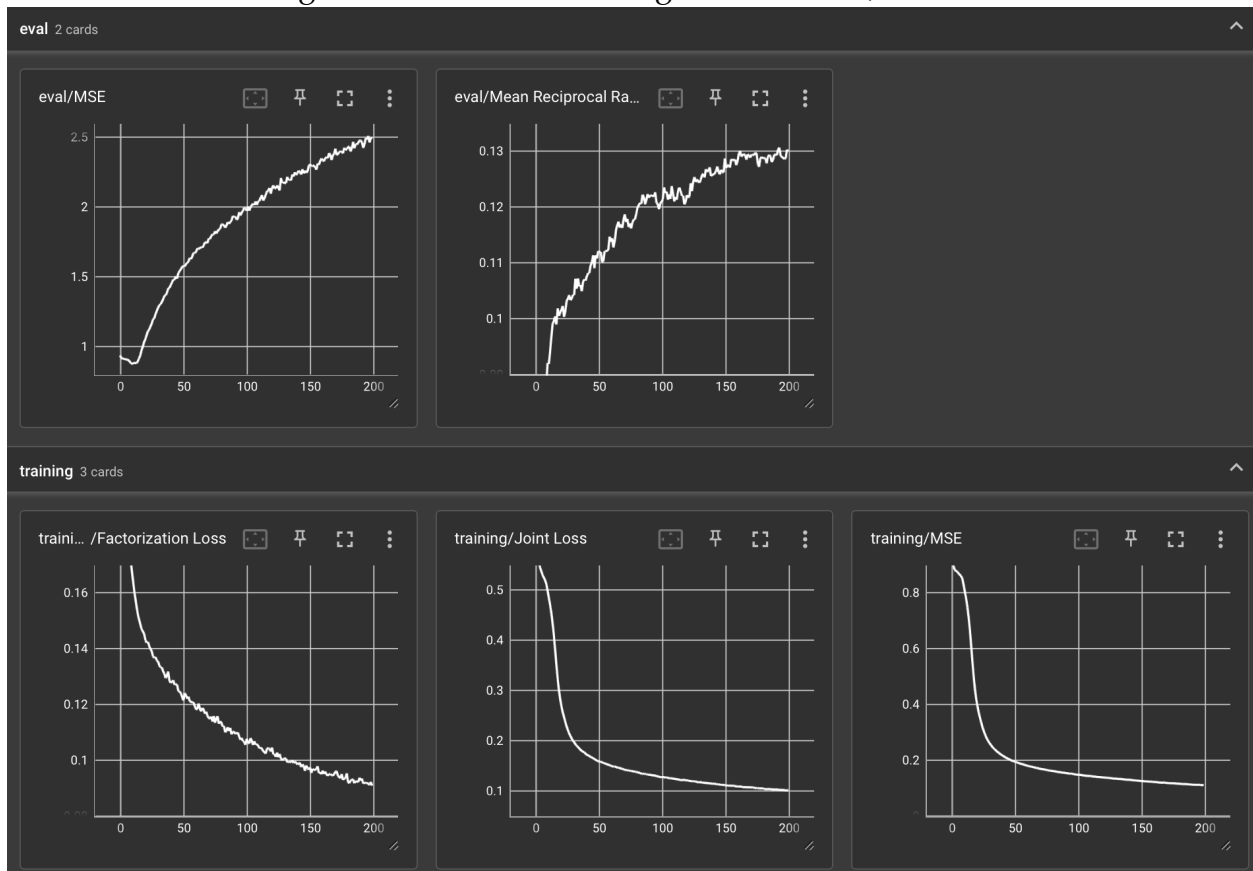 eval 2 cards
eval/MSE
2.5
2
1.5
1
0 50 100 150 200
eval/Mean Reciprocal Ra...
0.13
0.12
0.11
0.1
0 50 100 150 200
training 3 cards
traini... /Factorization Loss
0.16
0.14
0.12
0.1
0 50 100 150 200
training/Joint Loss
0.5
0.4
0.3
0.2
0.1
0 50 100 150 200
training/MSE
0.8
0.6
0.4
0.2
0
0 50 100 150 200